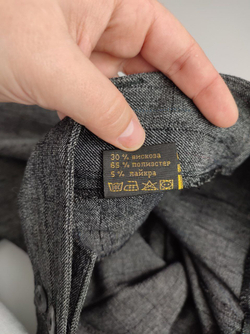 30 % вискоза
65 % полиэстер
5 % лайкра